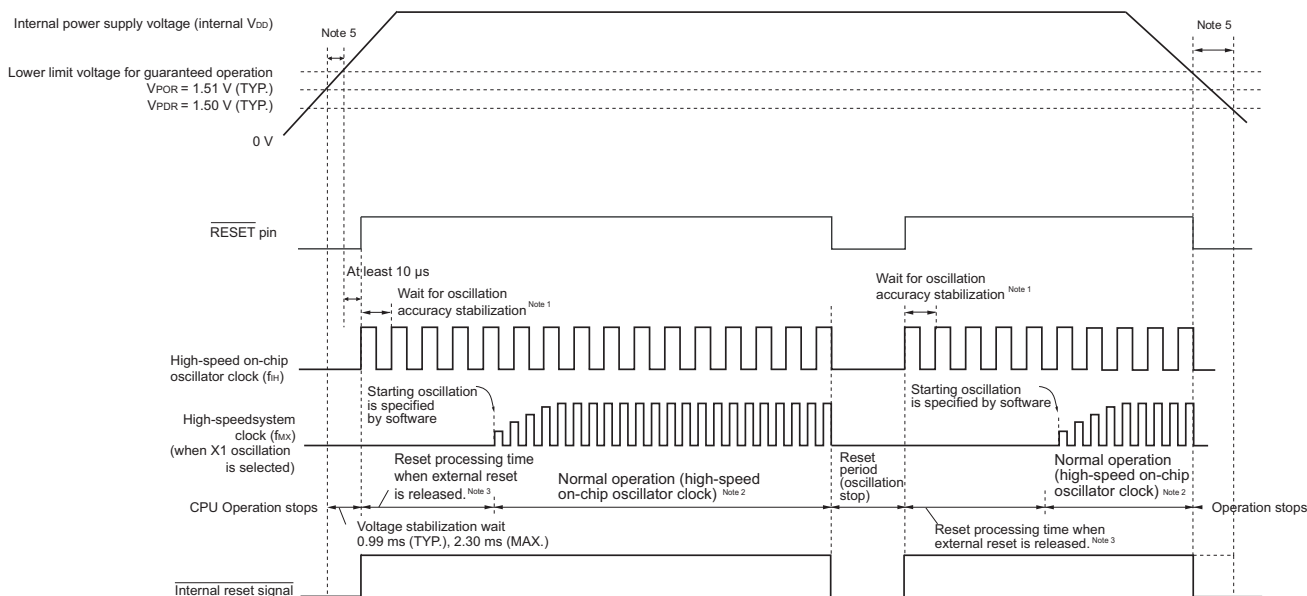 Internal power supply voltage (internal VDD)
Note 5
Note 5
Lower limit voltage for guaranteed operation
VPOR = 1.51 V (TYP.)
VPDR = 1.50 V (TYP.)
0 V
RESET pin
At least 10 µs
Wait for oscillation
accuracy stabilization Note 1
Wait for oscillation
accuracy stabilization Note 1
High-speed on-chip
oscillator clock (fIH)
Starting oscillation
is specified
by software
Starting oscillation
is specified by software
High-speedsystem
clock (fMX)
(when X1 oscillation
is selected)
Reset processing time
when external reset
is released. Note 3
Normal operation (high-speed
on-chip oscillator clock) Note 2
Reset
period
(oscillation
stop)
Normal operation
(high-speed on-chip
oscillator clock) Note 2
CPU Operation stops
Operation stops
Voltage stabilization wait
0.99 ms (TYP.), 2.30 ms (MAX.)
Reset processing time when
external reset is released. Note 3
Internal reset signal